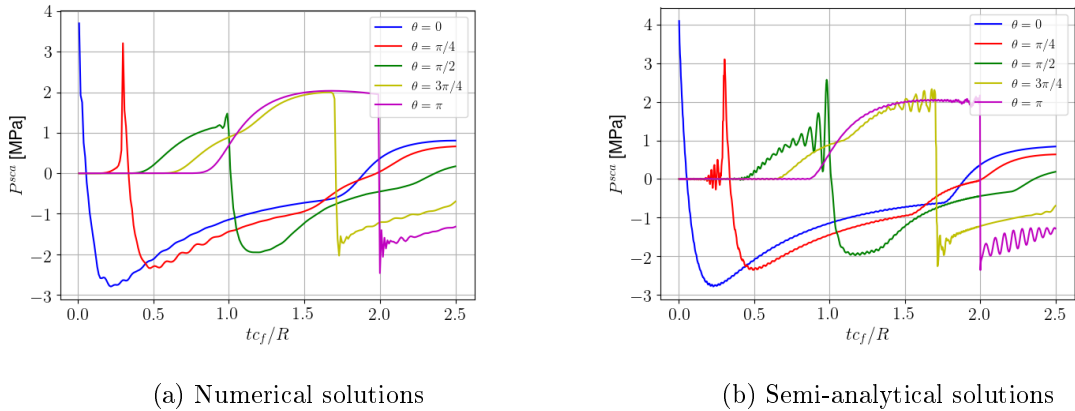 4
3
2
1
0
−1
−2
−3
P^{sca} [MPa]
0.0 0.5 1.0 1.5 2.0 2.5
tc_f/R
θ = 0
θ = π/4
θ = π/2
θ = 3π/4
θ = π
(a) Numerical solutions
4
3
2
1
0
−1
−2
−3
P^{sca} [MPa]
0.0 0.5 1.0 1.5 2.0 2.5
tc_f/R
θ = 0
θ = π/4
θ = π/2
θ = 3π/4
θ = π
(b) Semi-analytical solutions